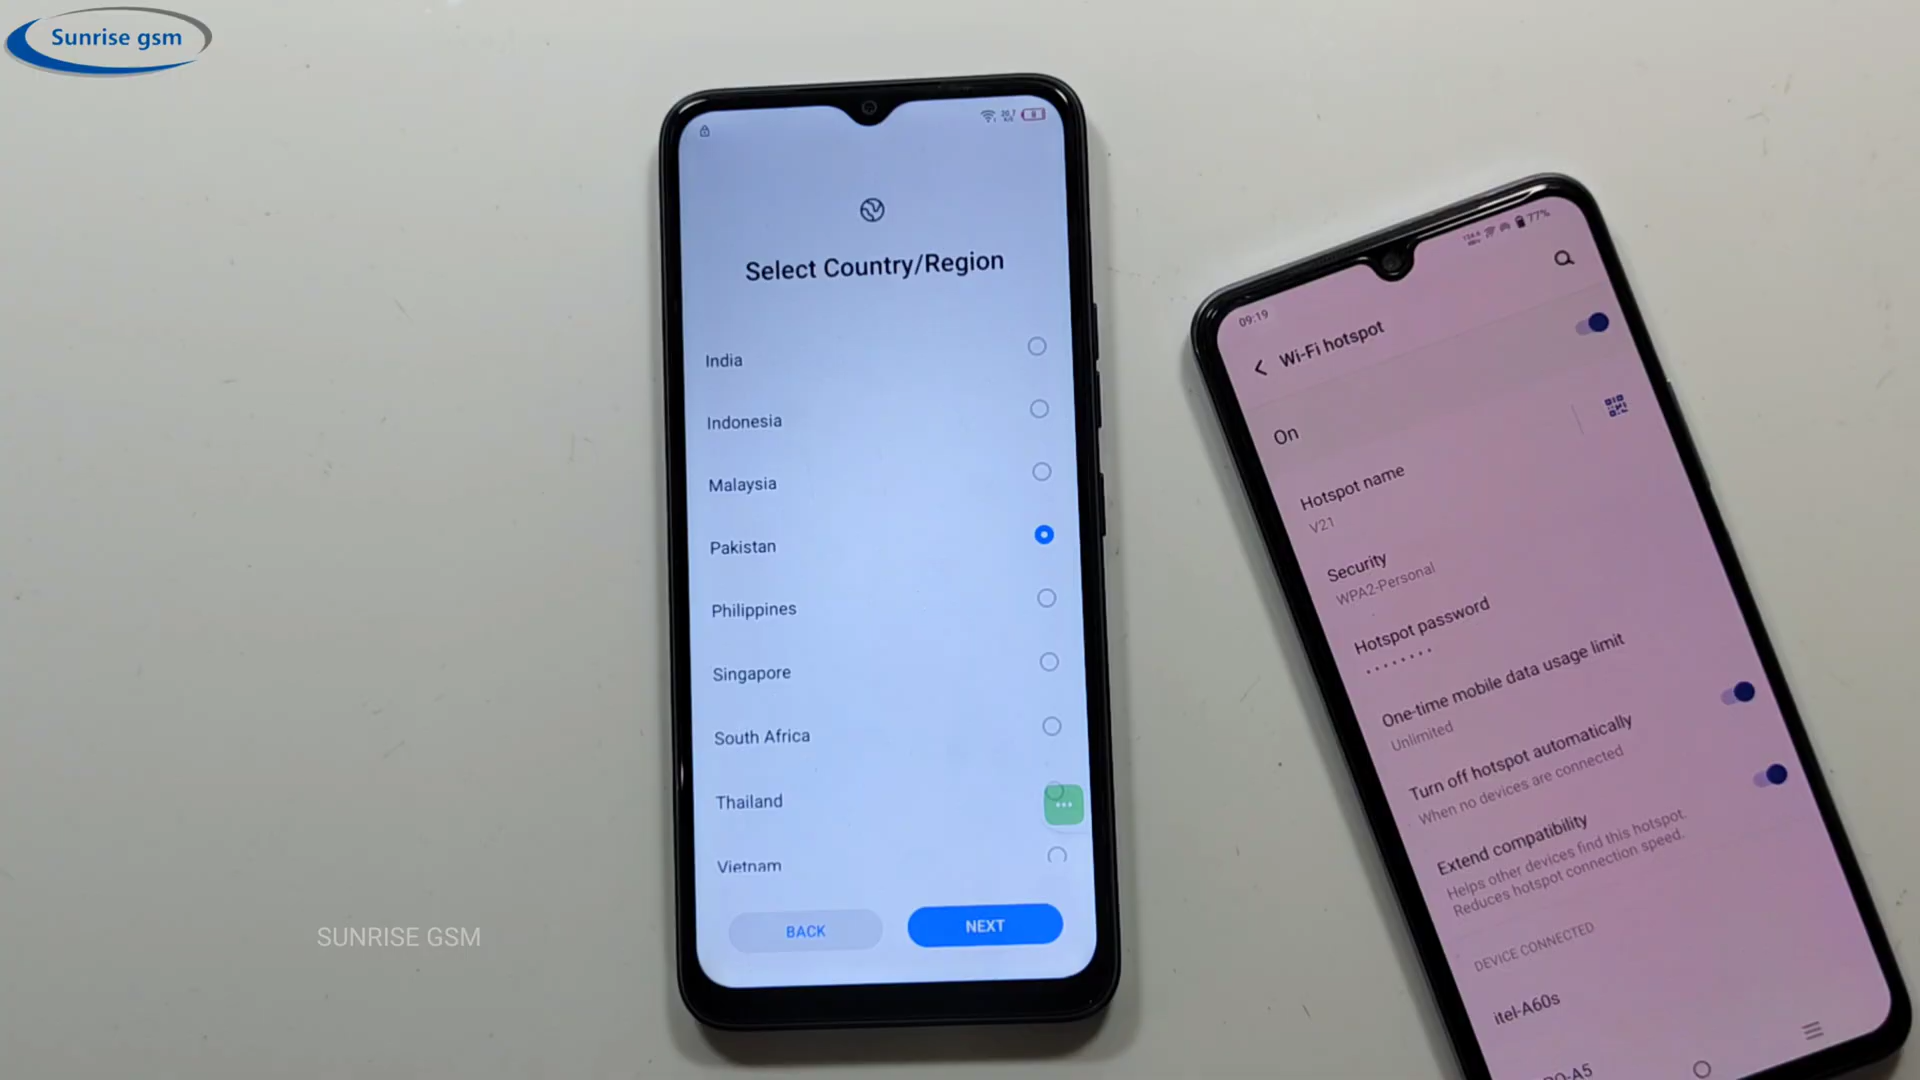 Sunrise gsm
Select Country/Region
India
Indonesia
Malaysia
Pakistan
Philippines
Singapore
South Africa
Thailand
Vietnam
BACK
NEXT
SUNRISE GSM
77%
09:19
Wi-Fi hotspot
On
Hotspot name
V21
Security
WPA2-Personal
Hotspot password
One-time mobile data usage limit
Unlimited
Turn off hotspot automatically
When no devices are connected
Extend compatibility
Helps other devices find this hotspot.
Reduces hotspot connection speed.
DEVICE CONNECTED
itel-A60s